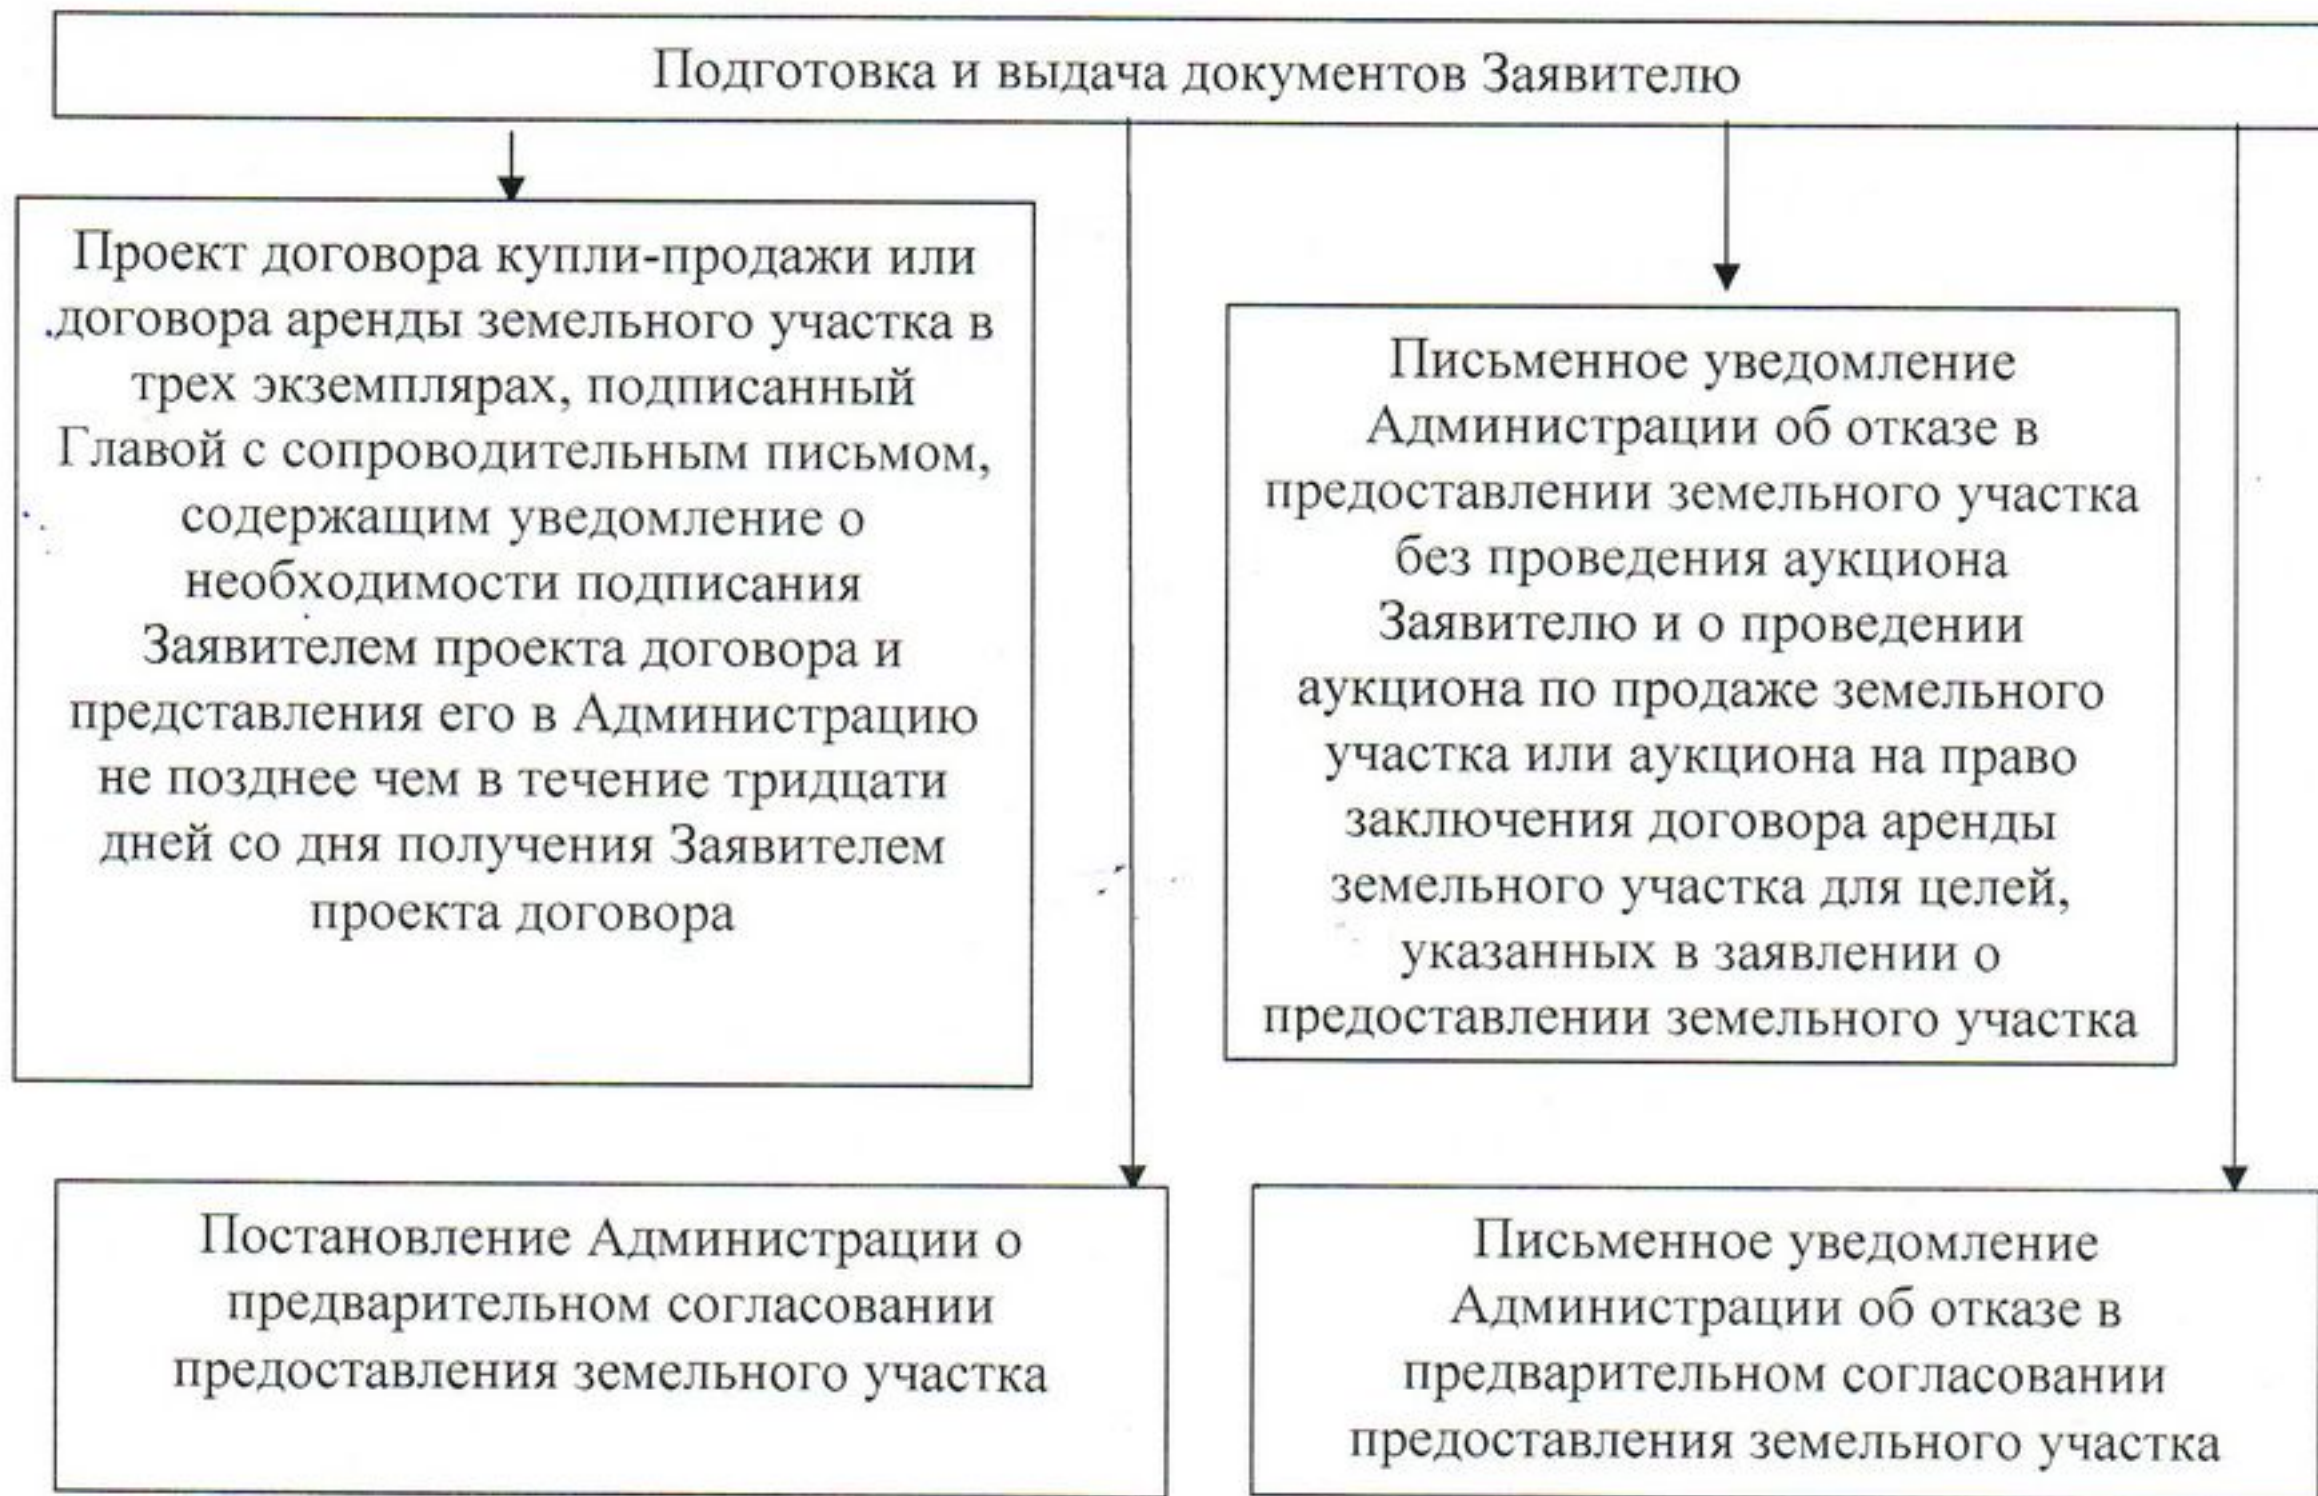 Подготовка и выдача документов Заявителю
Проект договора купли-продажи или
договора аренды земельного участка в
трех экземплярах, подписанный
Главой с сопроводительным письмом,
содержащим уведомление о
необходимости подписания
Заявителем проекта договора и
представления его в Администрацию
не позднее чем в течение тридцати
дней со дня получения Заявителем
проекта договора
Письменное уведомление
Администрации об отказе в
предоставлении земельного участка
без проведения аукциона
Заявителю и о проведении
аукциона по продаже земельного
участка или аукциона на право
заключения договора аренды
земельного участка для целей,
указанных в заявлении о
предоставлении земельного участка
Постановление Администрации о
предварительном согласовании
предоставления земельного участка
Письменное уведомление
Администрации об отказе в
предварительном согласовании
предоставления земельного участка